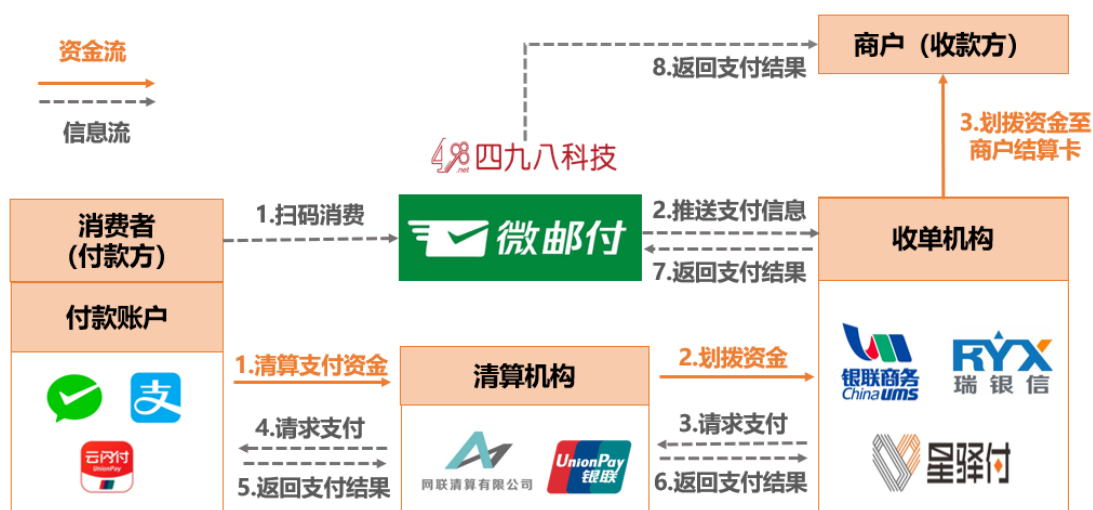 资金流
信息流
商户（收款方）
8.返回支付结果
3.划拨资金至
商户结算卡
498.net 四九八科技
消费者
（付款方）
1.扫码消费
微邮付
2.推送支付信息
7.返回支付结果
收单机构
付款账户
1.清算支付资金
清算机构
2.划拨资金
银联商务
China ums
RYX
瑞银信
支
4.请求支付
3.请求支付
云闪付
UnionPay
5.返回支付结果
网联清算有限公司
UnionPay
银联
6.返回支付结果
星驿付